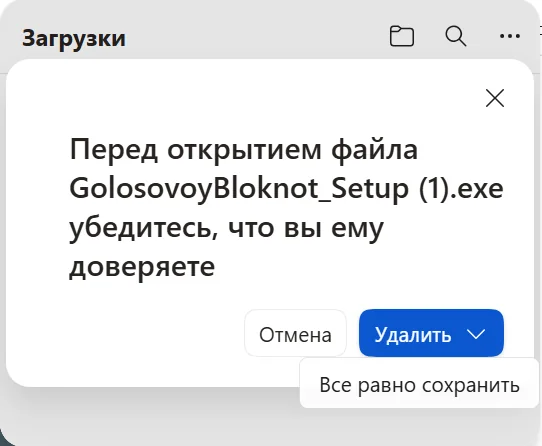 Загрузки
Перед открытием файла
GolosovoyBloknot_Setup (1).exe
убедитесь, что вы ему
доверяете
Отмена
Удалить
Все равно сохранить